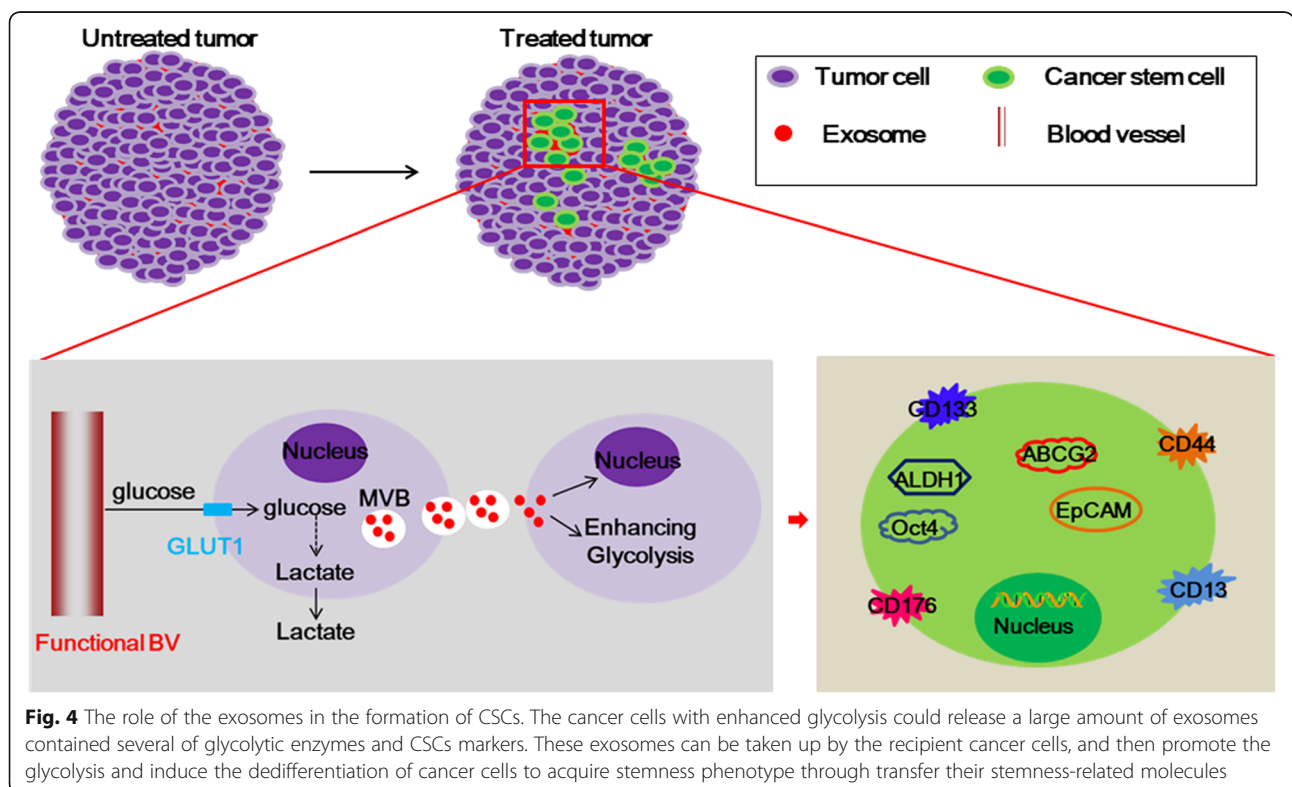 Untreated tumor
Treated tumor
Tumor cell
Cancer stem cell
Exosome
Blood vessel
glucose
GLUT1
Functional BV
Nucleus
glucose
MVB
Lactate
Lactate
Nucleus
Enhancing
Glycolysis
CD133
ABCG2
CD44
ALDH1
EpCAM
Oct4
CD176
CD13
Nucleus
Fig. 4 The role of the exosomes in the formation of CSCs. The cancer cells with enhanced glycolysis could release a large amount of exosomes
contained several of glycolytic enzymes and CSCs markers. These exosomes can be taken up by the recipient cancer cells, and then promote the
glycolysis and induce the dedifferentiation of cancer cells to acquire stemness phenotype through transfer their stemness-related molecules